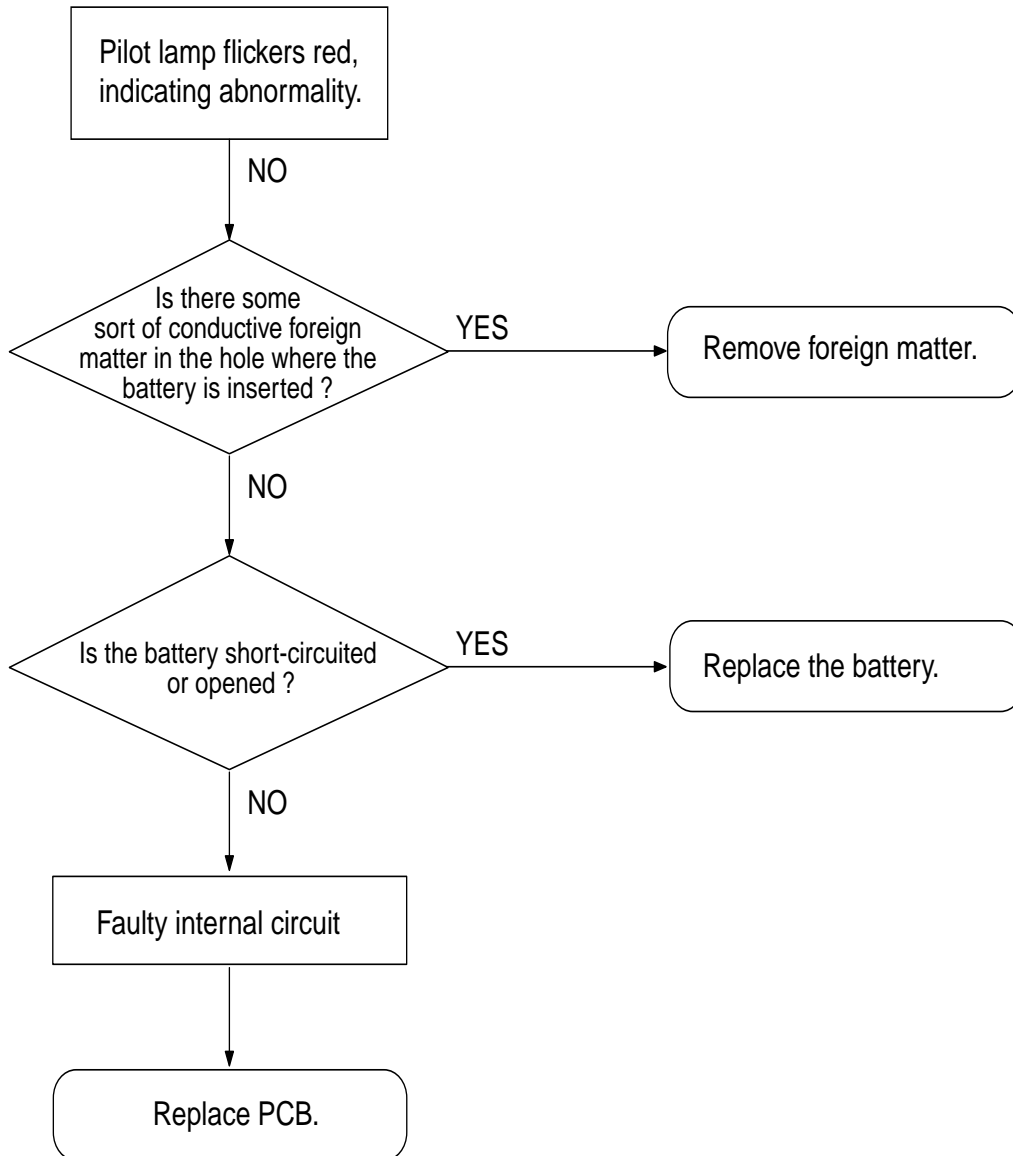 Pilot lamp flickers red,
indicating abnormality.
NO
Is there some
sort of conductive foreign
matter in the hole where the
battery is inserted ?
YES
Remove foreign matter.
NO
Is the battery short-circuited
or opened ?
YES
Replace the battery.
NO
Faulty internal circuit
Replace PCB.